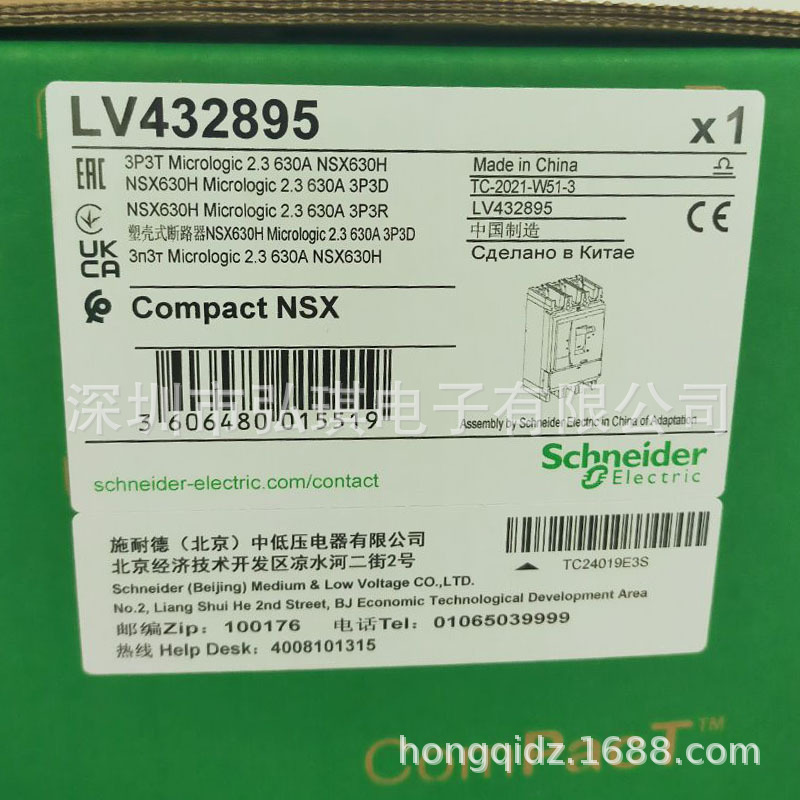 LV432895
x 1
3P3T Micrologic 2.3 630A NSX630H
NSX630H Micrologic 2.3 630A 3P3D
NSX630H Micrologic 2.3 630A 3P3R
塑壳式断路器NSX630H Micrologic 2.3 630A 3P3D
3п3т Micrologic 2.3 630A NSX630H
EAC
UK
CA
Made in China
TC-2021-W51-3
LV432895
中国制造
Сделано в Китае
CE
Compact NSX
3 606480 015519
深圳市弘琪电子有限公司
Assembly by Schneider Electric in China of Adaptation
schneider-electric.com/contact
Schneider
Electric
施耐德（北京）中低压电器有限公司
北京经济技术开发区凉水河二街2号
Schneider (Beijing) Medium & Low Voltage CO.,LTD.
No.2, Liang Shui He 2nd Street, BJ Economic Technological Development Area
邮编Zip: 100176 电话Tel: 01065039999
热线 Help Desk: 4008101315
TC24019E3S
ComPacT™
hongqidz.1688.com